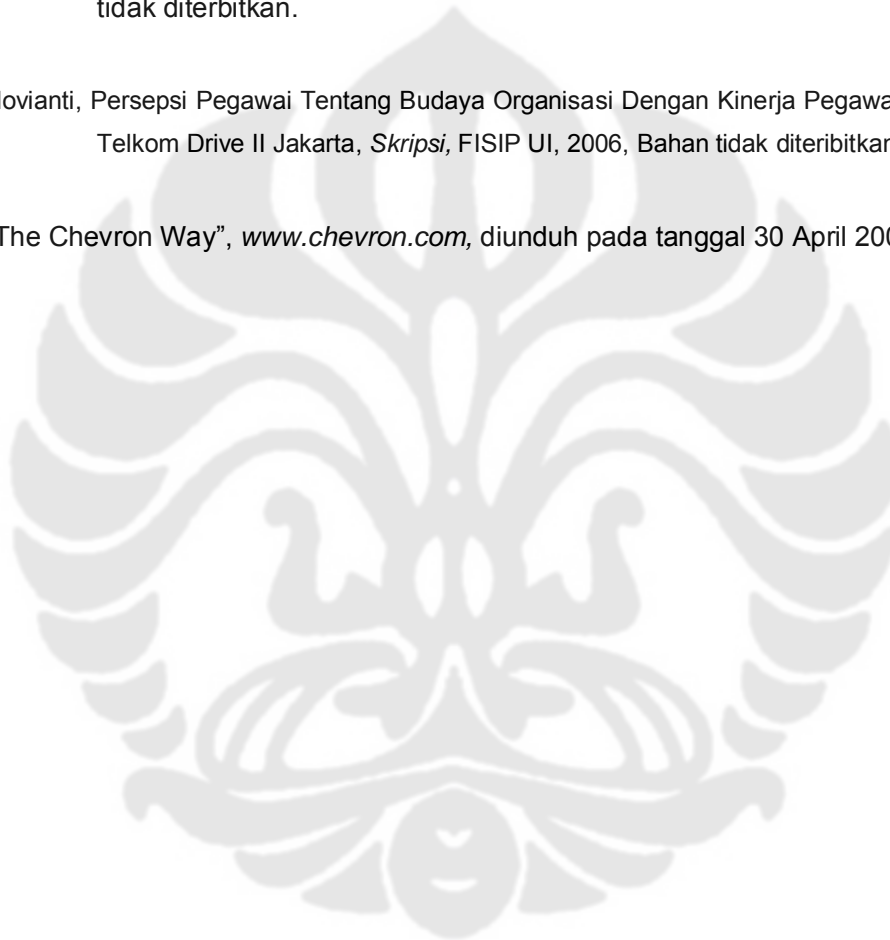 tidak diterbitkan.
ovianti, Persepsi Pegawai Tentang Budaya Organisasi Dengan Kinerja Pegawa
Telkom Drive II Jakarta, Skripsi, FISIP UI, 2006, Bahan tidak diteribitkan
The Chevron Way”, www.chevron.com, diunduh pada tanggal 30 April 200